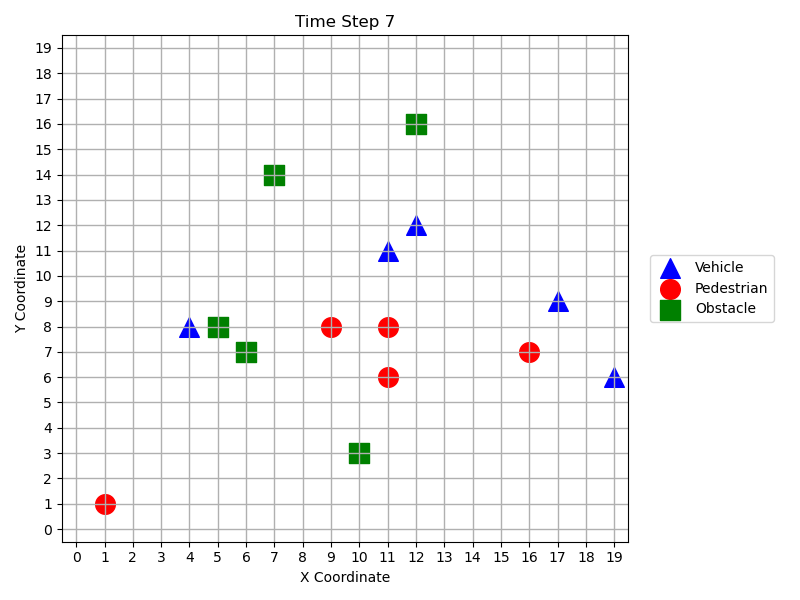 Time Step 7
Y Coordinate
19
18
17
16
15
14
13
12
11
10
9
8
7
6
5
4
3
2
1
0
0 1 2 3 4 5 6 7 8 9 10 11 12 13 14 15 16 17 18 19
X Coordinate
Vehicle
Pedestrian
Obstacle